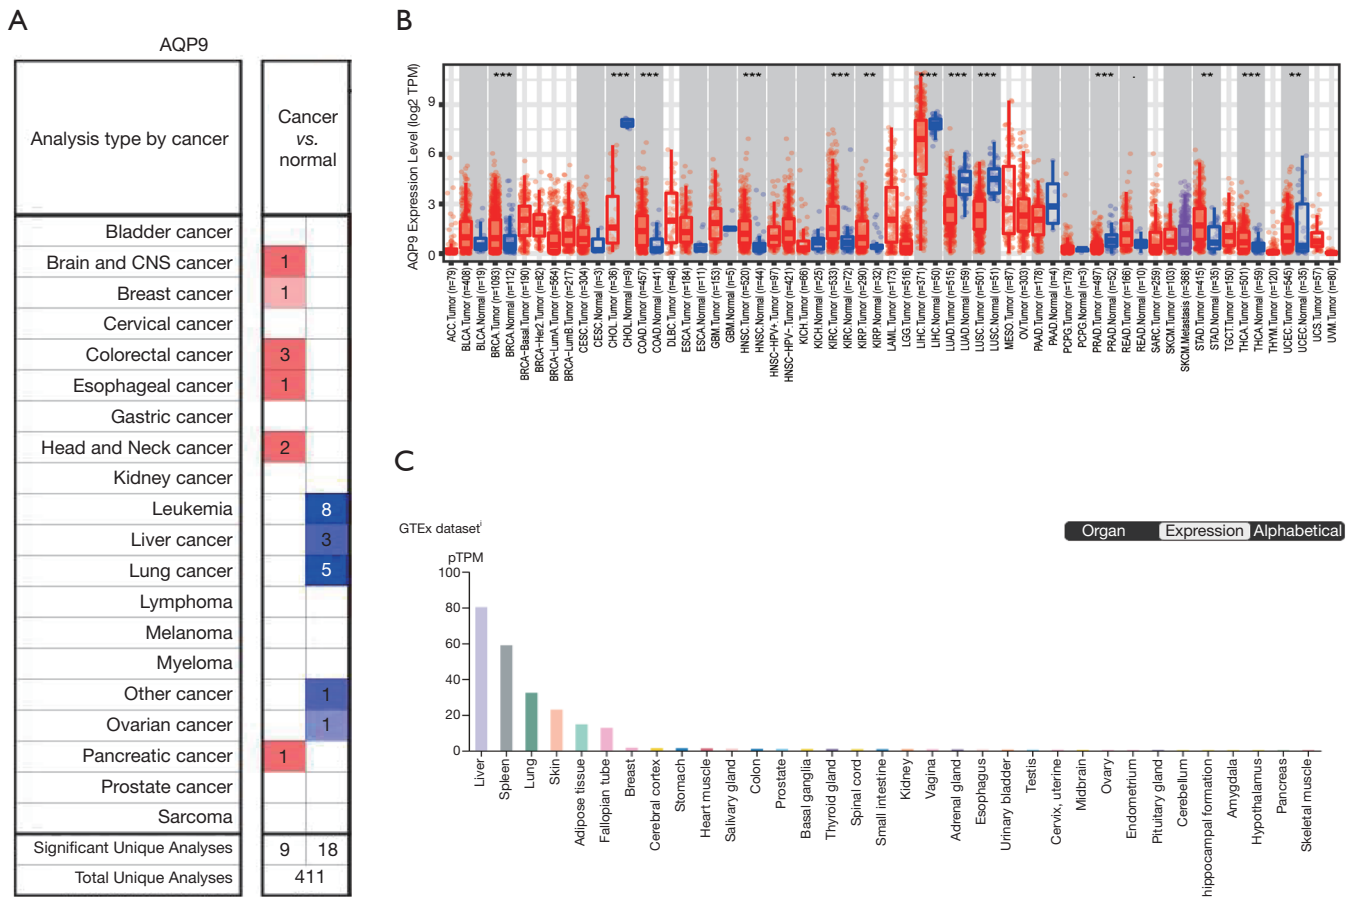 A
AQP9
Analysis type by cancer
Cancer
vs.
normal
Bladder cancer
Brain and CNS cancer 1
Breast cancer 1
Cervical cancer
Colorectal cancer 3
Esophageal cancer 1
Gastric cancer
Head and Neck cancer 2
Kidney cancer
Leukemia 8
Liver cancer 3
Lung cancer 5
Lymphoma
Melanoma
Myeloma
Other cancer 1
Ovarian cancer 1
Pancreatic cancer 1
Prostate cancer
Sarcoma
Significant Unique Analyses 9 18
Total Unique Analyses 411
B
AQP9 Expression Level (log2 TPM)
9
6
3
0
*** *** *** *** *** ** *** *** *** *** . ** *** **
ACC.Tumor (n=79)
BLCA.Tumor (n=408)
BLCA.Normal (n=19)
BRCA.Tumor (n=1093)
BRCA.Normal (n=112)
BRCA-Basal.Tumor (n=190)
BRCA-Her2.Tumor (n=82)
BRCA-LumA.Tumor (n=564)
BRCA-LumB.Tumor (n=217)
CESC.Tumor (n=304)
CESC.Normal (n=3)
CHOL.Tumor (n=36)
CHOL.Normal (n=9)
COAD.Tumor (n=457)
COAD.Normal (n=41)
DLBC.Tumor (n=48)
ESCA.Tumor (n=184)
ESCA.Normal (n=11)
GBM.Tumor (n=153)
GBM.Normal (n=5)
HNSC.Tumor (n=520)
HNSC.Normal (n=44)
HNSC-HPV+.Tumor (n=97)
HNSC-HPV-.Tumor (n=421)
KICH.Tumor (n=66)
KICH.Normal (n=25)
KIRC.Tumor (n=533)
KIRC.Normal (n=72)
KIRP.Tumor (n=290)
KIRP.Normal (n=32)
LAML.Tumor (n=173)
LGG.Tumor (n=516)
LIHC.Tumor (n=371)
LIHC.Normal (n=50)
LUAD.Tumor (n=515)
LUAD.Normal (n=59)
LUSC.Tumor (n=501)
LUSC.Normal (n=51)
MESO.Tumor (n=87)
OV.Tumor (n=303)
PAAD.Tumor (n=178)
PAAD.Normal (n=4)
PCPG.Tumor (n=179)
PCPG.Normal (n=3)
PRAD.Tumor (n=497)
PRAD.Normal (n=52)
READ.Tumor (n=166)
READ.Normal (n=10)
SARC.Tumor (n=259)
SKCM.Tumor (n=103)
SKCM.Metastasis (n=368)
STAD.Tumor (n=415)
STAD.Normal (n=35)
TGCT.Tumor (n=150)
THCA.Tumor (n=501)
THCA.Normal (n=59)
THYM.Tumor (n=120)
UCEC.Tumor (n=545)
UCEC.Normal (n=35)
UCS.Tumor (n=57)
UVM.Tumor (n=80)
C
GTEx datasetⁱ
Organ Expression Alphabetical
pTPM
100
80
60
40
20
0
Liver
Spleen
Lung
Skin
Adipose tissue
Fallopian tube
Breast
Cerebral cortex
Stomach
Heart muscle
Salivary gland
Colon
Prostate
Basal ganglia
Thyroid gland
Spinal cord
Small intestine
Kidney
Vagina
Adrenal gland
Esophagus
Urinary bladder
Testis
Cervix, uterine
Midbrain
Ovary
Endometrium
Pituitary gland
Cerebellum
hippocampal formation
Amygdala
Hypothalamus
Pancreas
Skeletal muscle